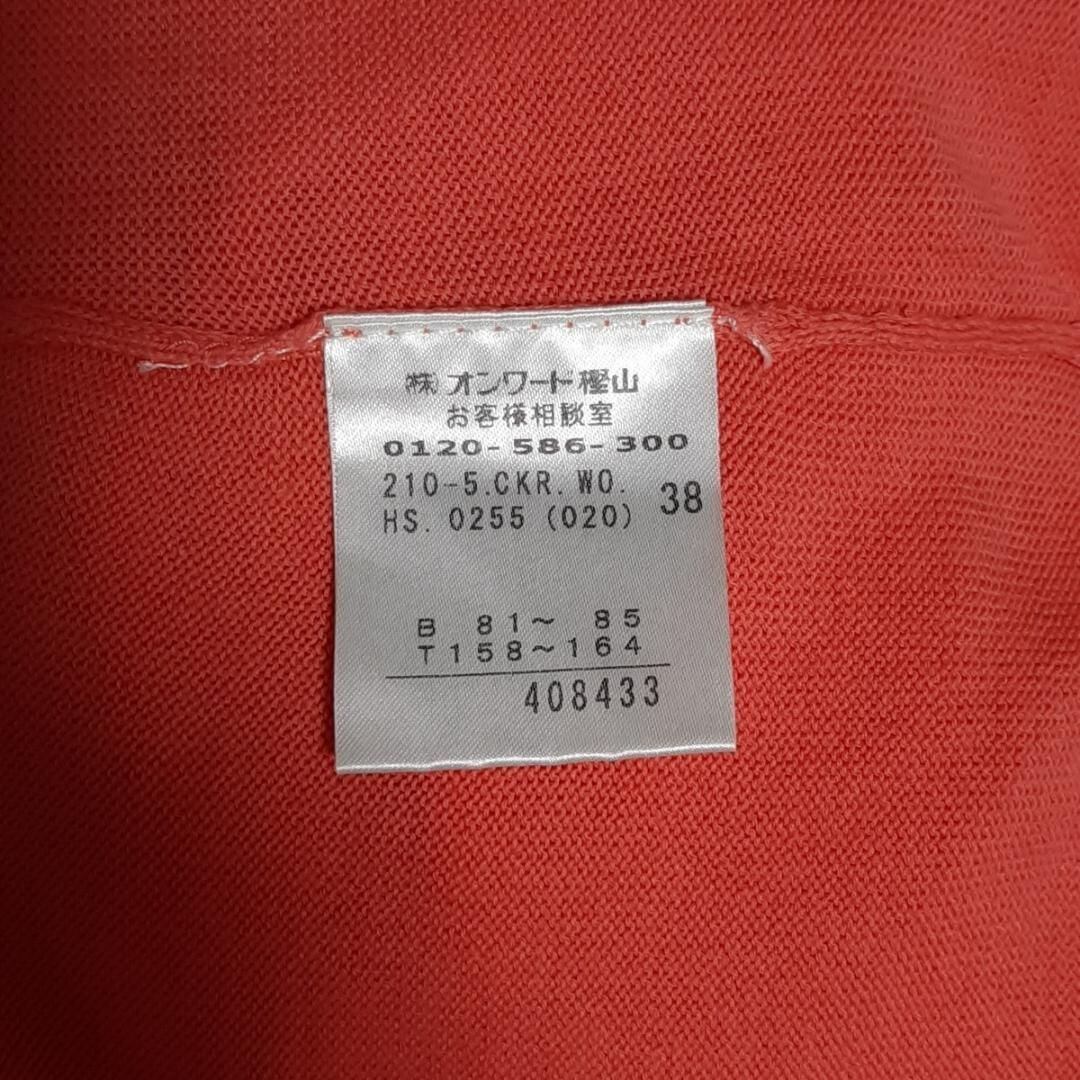 ㈱オンワード樫山
お客様相談室
0120-586-300
210-5.CKR.WO. 38
HS. 0255 (020)
B 81～ 85
T158～164
408433